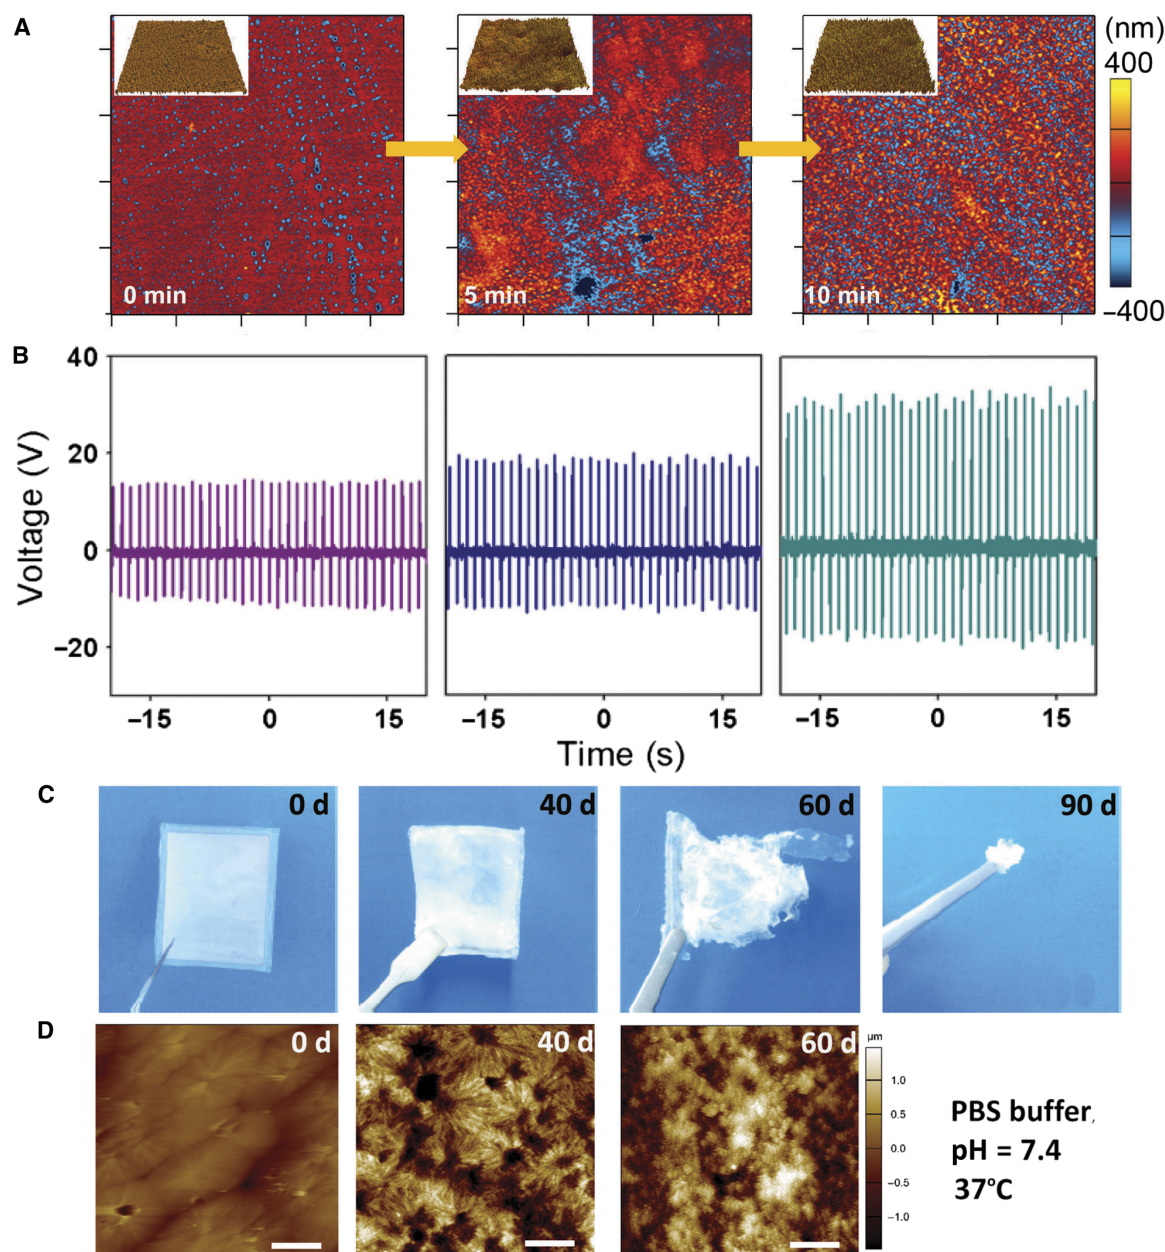 A
(nm)
400
0 min
5 min
10 min
−400
B
40
20
0
−20
Voltage (V)
−15 0 15
−15 0 15
−15 0 15
Time (s)
C
0 d
40 d
60 d
90 d
D
0 d
40 d
60 d
µm
1.0
0.5
0.0
−0.5
−1.0
PBS buffer,
pH = 7.4
37°C